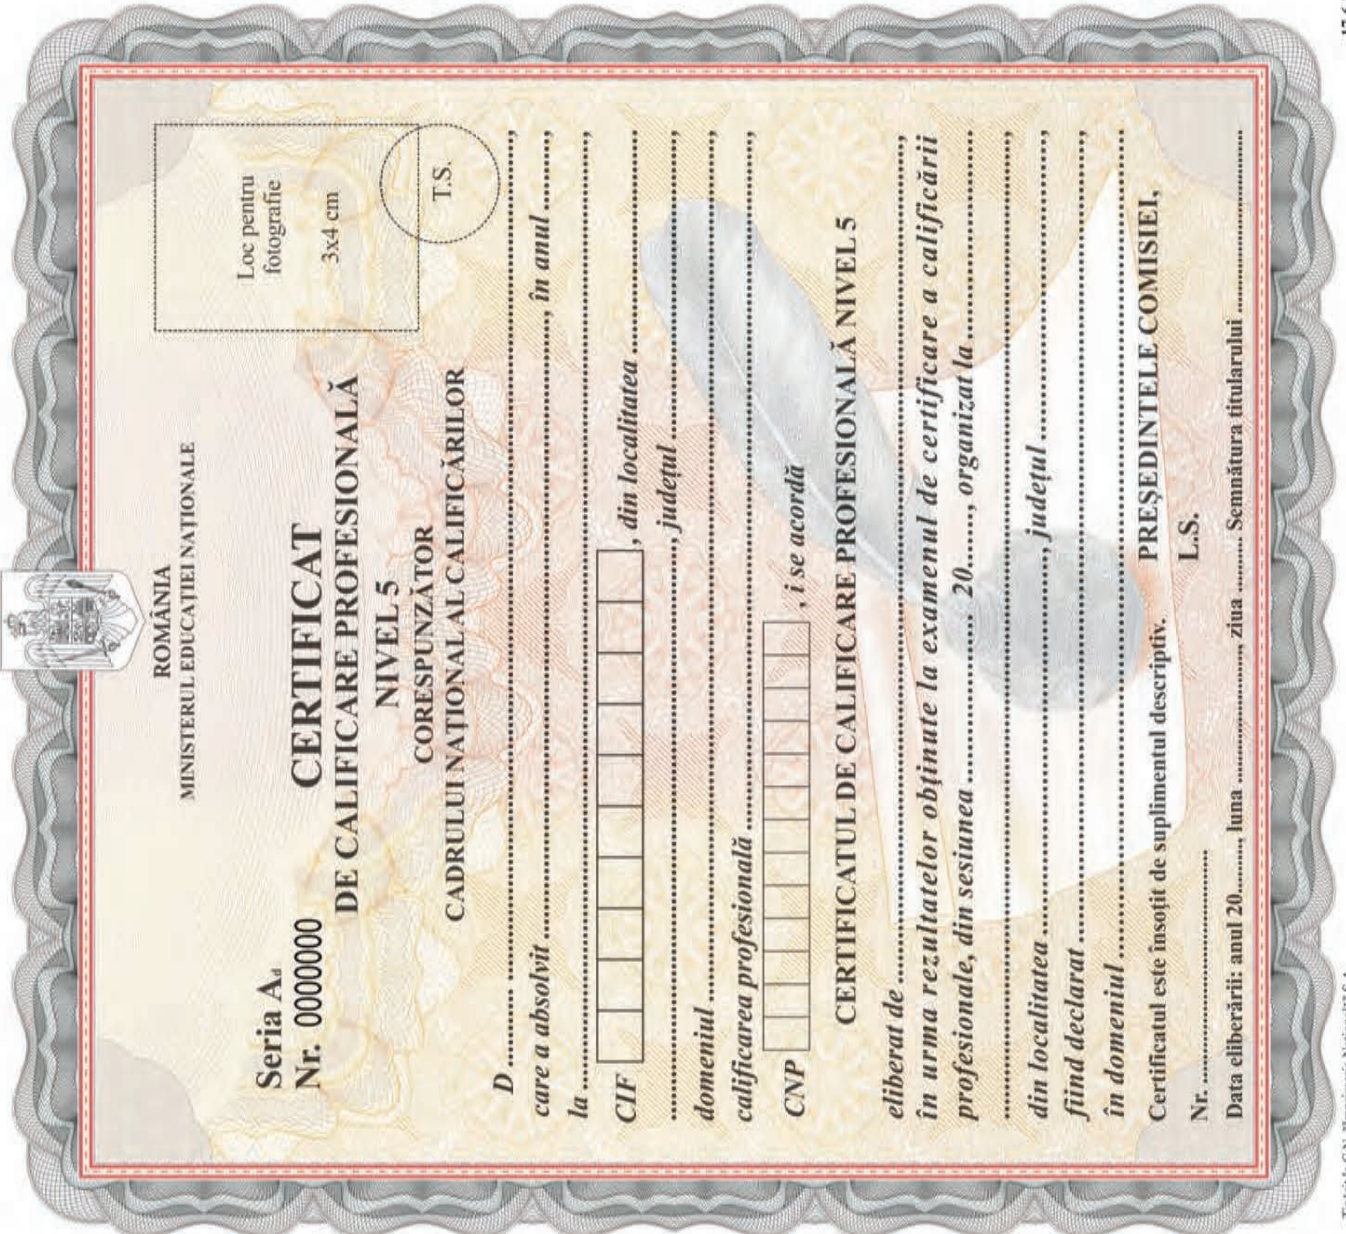 ROMÂNIA
MINISTERUL EDUCAȚIEI NAȚIONALE
Loc pentru
fotografie
3x4 cm
T.S.
Seria A d
Nr. 0000000
CERTIFICAT
DE CALIFICARE PROFESIONALĂ
NIVEL 5
CORESPUNZĂTOR
CADRULUI NAȚIONAL AL CALIFICĂRILOR
D. .................... ,
care a absolvit ...................., în anul ..........,
la ....................,
CIF , din localitatea ....................
...................., județul ....................,
domeniul ....................
calificarea profesională ....................,
CNP , i se acordă
CERTIFICATUL DE CALIFICARE PROFESIONALĂ NIVEL 5
eliberat de ....................,
în urma rezultatelor obținute la examenul de certificare a calificării
profesionale, din sesiunea .................... 20......, organizat la ....................
....................,
din localitatea ...................., județul ....................,
fiind declarat ....................
în domeniul ....................
Certificatul este însoțit de suplimentul descriptiv. PREȘEDINTELE COMISIEI,
Nr. .................... L.S.
Data eliberării: anul 20........, luna ...................., ziua ........ Semnătura titularului ....................